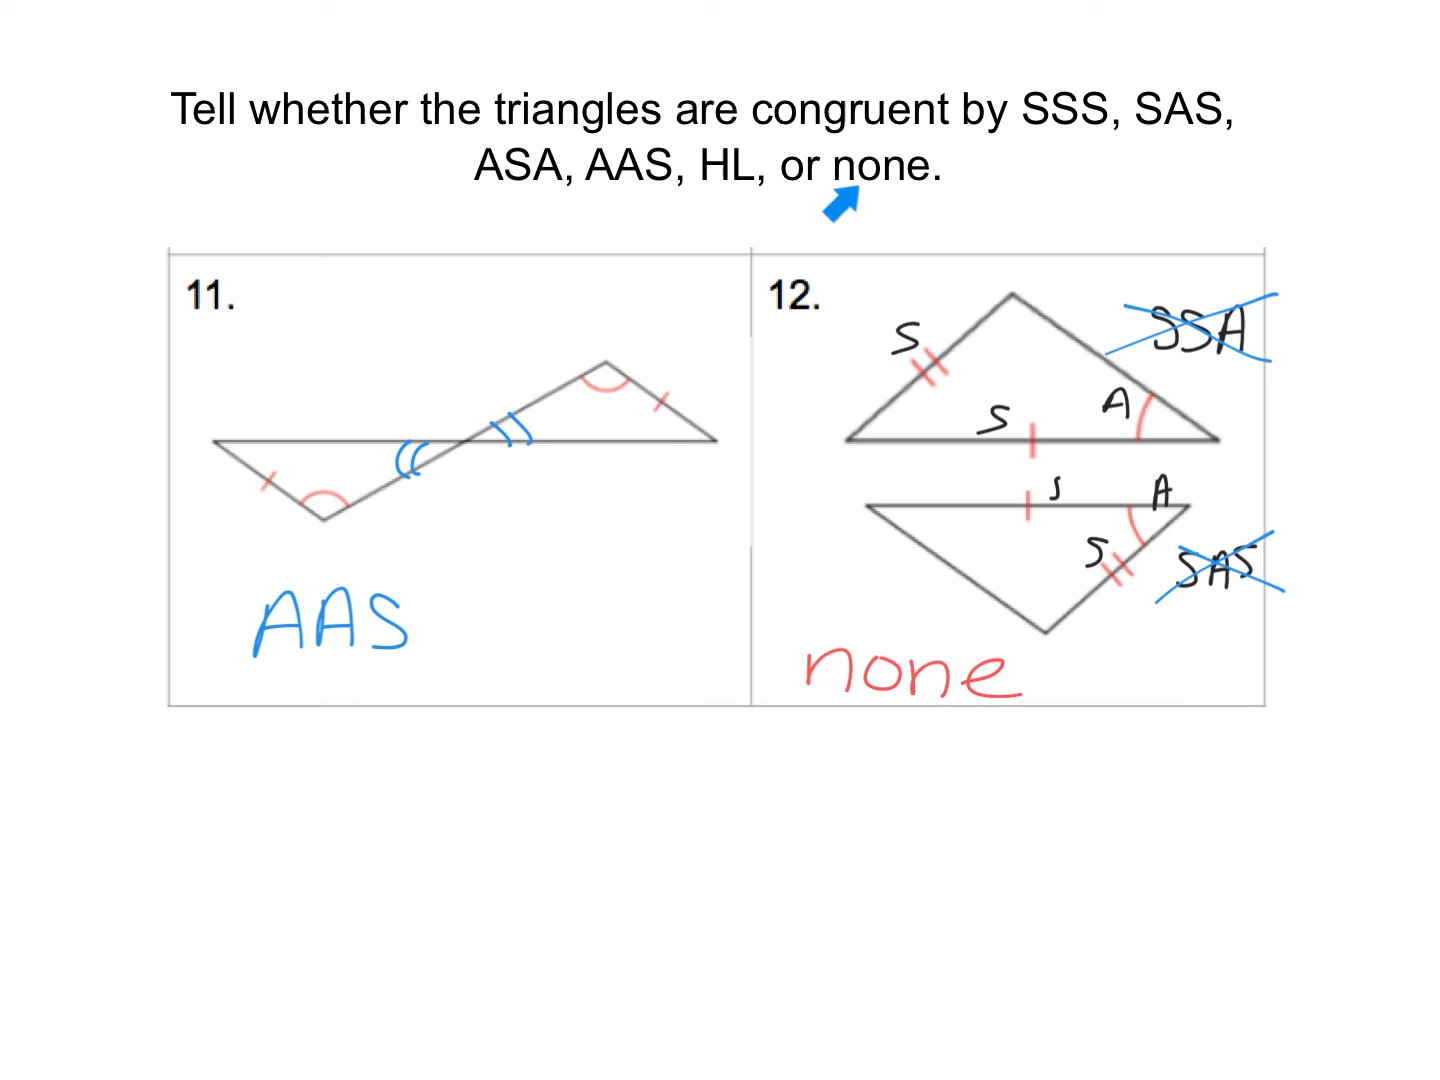 Tell whether the triangles are congruent by SSS, SAS,
ASA, AAS, HL, or none.
11.
AAS
12.
S
SSA
S
A
S
A
S
SAS
none